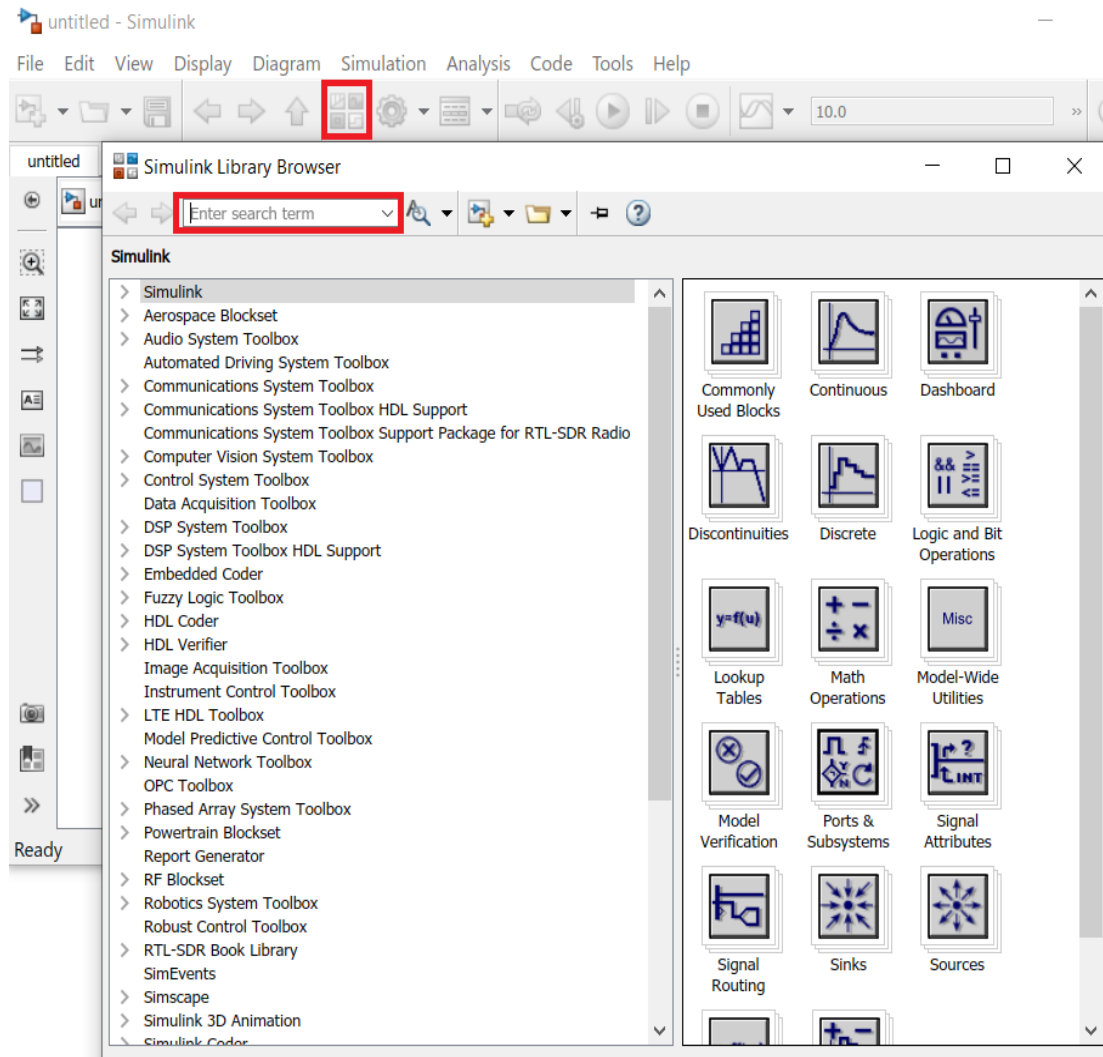 untitled - Simulink
File Edit View Display Diagram Simulation Analysis Code Tools Help
10.0
untitled
Simulink Library Browser
Enter search term
Simulink
Simulink
Aerospace Blockset
Audio System Toolbox
Automated Driving System Toolbox
Communications System Toolbox
Communications System Toolbox HDL Support
Communications System Toolbox Support Package for RTL-SDR Radio
Computer Vision System Toolbox
Control System Toolbox
Data Acquisition Toolbox
DSP System Toolbox
DSP System Toolbox HDL Support
Embedded Coder
Fuzzy Logic Toolbox
HDL Coder
HDL Verifier
Image Acquisition Toolbox
Instrument Control Toolbox
LTE HDL Toolbox
Model Predictive Control Toolbox
Neural Network Toolbox
OPC Toolbox
Phased Array System Toolbox
Powertrain Blockset
Report Generator
RF Blockset
Robotics System Toolbox
Robust Control Toolbox
RTL-SDR Book Library
SimEvents
Simscape
Simulink 3D Animation
Simulink Coder
Commonly
Used Blocks
Continuous
Dashboard
Discontinuities
Discrete
&& > ==
|| >= <=
Logic and Bit
Operations
y=f(u)
Lookup
Tables
+ −
÷ ×
Math
Operations
Misc
Model-Wide
Utilities
Model
Verification
Y
N
Ports &
Subsystems
?
INT
Signal
Attributes
Signal
Routing
Sinks
Sources
Ready